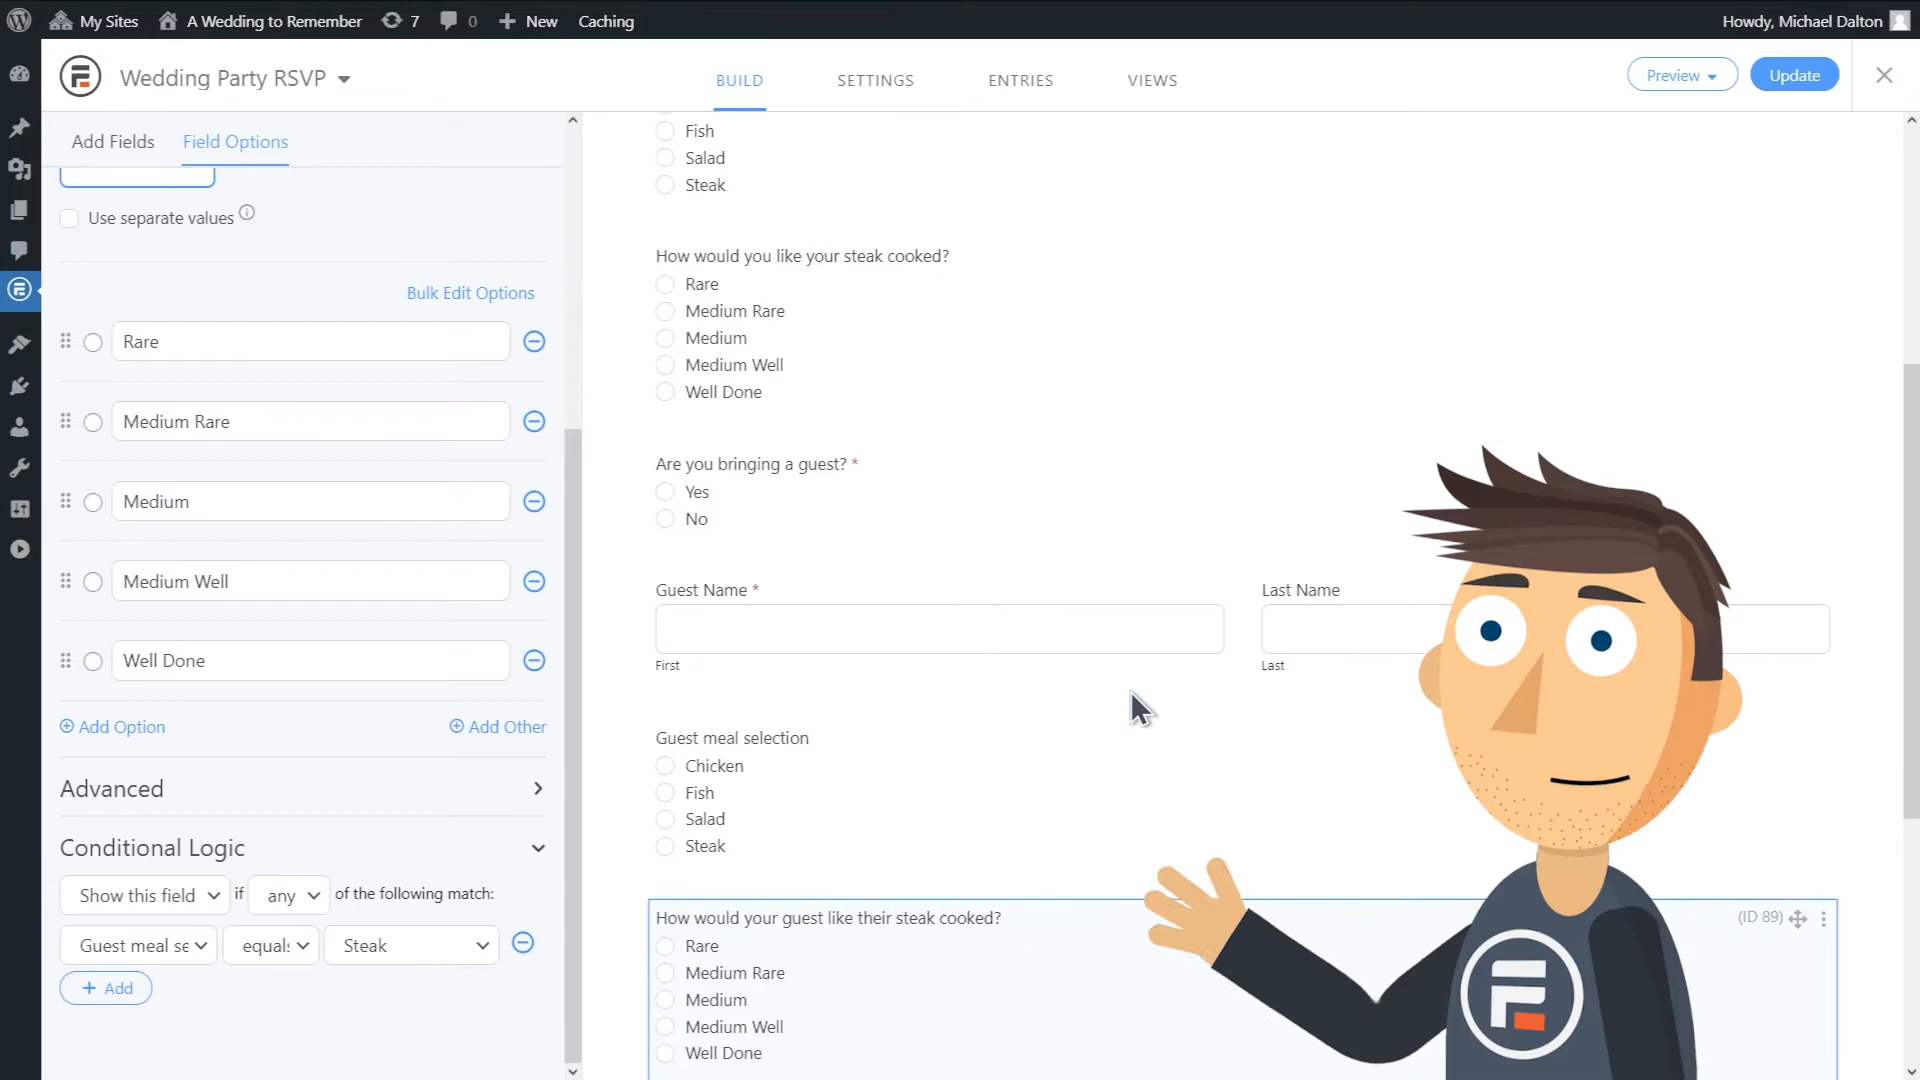 My Sites A Wedding to Remember 7 0 New Caching Howdy, Michael Dalton
Wedding Party RSVP BUILD SETTINGS ENTRIES VIEWS Preview Update
Add Fields Field Options
Use separate values
Bulk Edit Options
Rare
Medium Rare
Medium
Medium Well
Well Done
Add Option Add Other
Advanced
Conditional Logic
Show this field if any of the following match:
Guest meal se equals Steak
+ Add
Fish
Salad
Steak
How would you like your steak cooked?
Rare
Medium Rare
Medium
Medium Well
Well Done
Are you bringing a guest? *
Yes
No
Guest Name * Last Name
First Last
Guest meal selection
Chicken
Fish
Salad
Steak
How would your guest like their steak cooked? (ID 89)
Rare
Medium Rare
Medium
Medium Well
Well Done